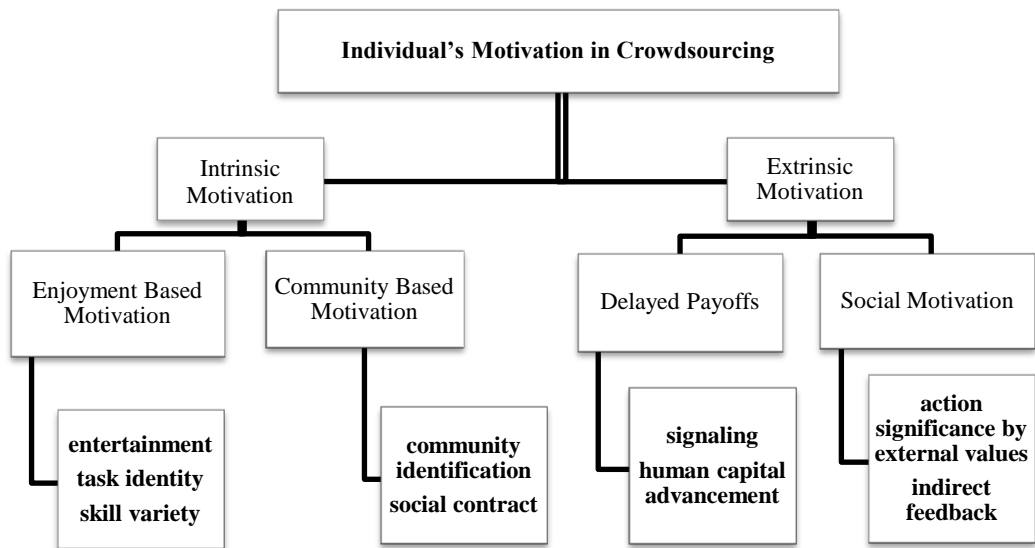 Individual’s Motivation in Crowdsourcing
Intrinsic
Motivation
Extrinsic
Motivation
Enjoyment Based
Motivation
Community Based
Motivation
Delayed Payoffs
Social Motivation
entertainment
task identity
skill variety
community
identification
social contract
signaling
human capital
advancement
action
significance by
external values
indirect
feedback